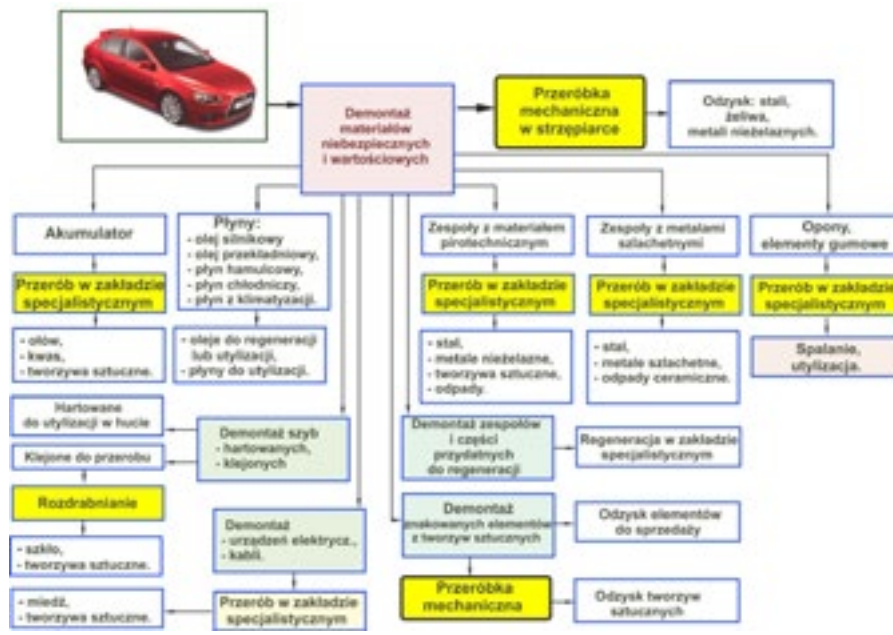 Demontaż
materiałów
niebezpiecznych
i wartościowych
Przeróbka
mechaniczna
w strzępiarce
Odzysk: stali,
żeliwa,
metali nieżelaznych.
Akumulator
Przerób w zakładzie
specjalistycznym
- ołów,
- kwas,
- tworzywa sztuczne.
Płyny:
- olej silnikowy
- olej przekładniowy,
- płyn hamulcowy,
- płyn chłodniczy,
- płyn z klimatyzacji.
- oleje do regeneracji
lub utylizacji,
- płyny do utylizacji.
Zespoły z materiałem
pirotechnicznym
Przerób w zakładzie
specjalistycznym
- stal,
- metale nieżelazne,
- tworzywa sztuczne,
- odpady.
Zespoły z metalami
szlachetnymi
Przerób w zakładzie
specjalistycznym
- stal,
- metale szlachetne,
- odpady ceramiczne.
Opony,
elementy gumowe
Przerób w zakładzie
specjalistycznym
Spalanie,
utylizacja.
Hartowane
do utylizacji w hucie
Klejone do przerobu
Demontaż szyb
- hartowanych,
- klejonych
Rozdrabnianie
- szkło,
- tworzywa sztuczne.
Demontaż
- urządzeń elektrycz.,
- kabli.
Przerób w zakładzie
specjalistycznym
- miedź,
- tworzywa sztuczne.
Demontaż zespołów
i części
przydatnych
do regeneracji
Regeneracja w zakładzie
specjalistycznym
Demontaż
znakowanych elementów
z tworzyw sztucznych
Odzysk elementów
do sprzedaży
Przeróbka
mechaniczna
Odzysk tworzyw
sztucznych